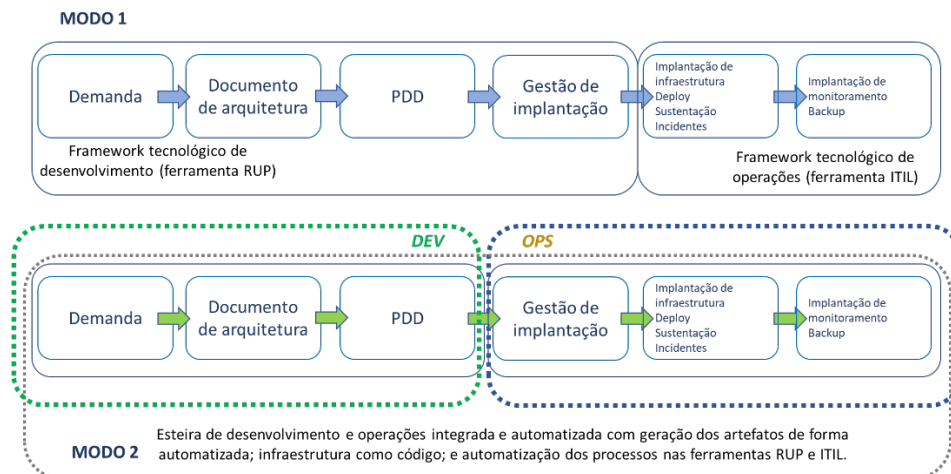 MODO 1
Demanda
Documento
de arquitetura
PDD
Gestão de
implantação
Implantação de
infraestrutura
Deploy
Sustentação
Incidentes
Implantação de
monitoramento
Backup
Framework tecnológico de
desenvolvimento (ferramenta RUP)
Framework tecnológico de
operações (ferramenta ITIL)
DEV
OPS
Demanda
Documento
de arquitetura
PDD
Gestão de
implantação
Implantação de
infraestrutura
Deploy
Sustentação
Incidentes
Implantação de
monitoramento
Backup
MODO 2
Esteira de desenvolvimento e operações integrada e automatizada com geração dos artefatos de forma
automatizada; infraestrutura como código; e automatização dos processos nas ferramentas RUP e ITIL.